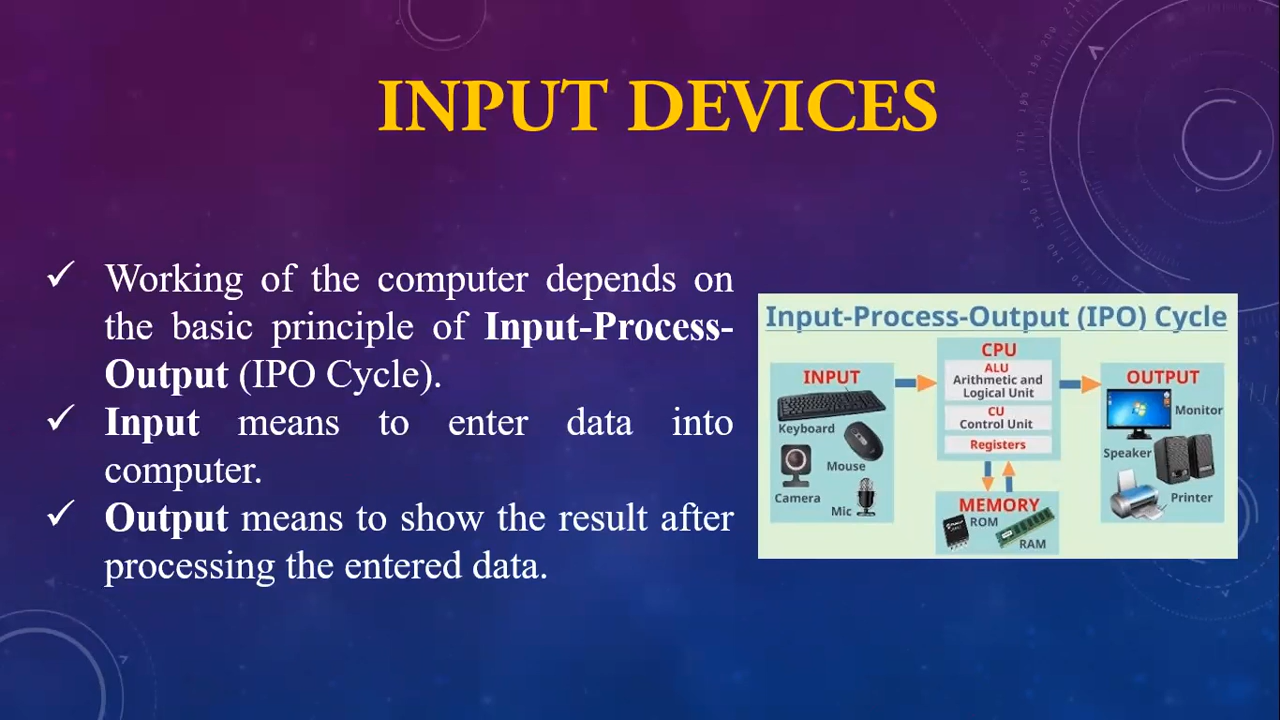 INPUT DEVICES
✓ Working of the computer depends on
the basic principle of Input-Process-
Output (IPO Cycle).
✓ Input means to enter data into
computer.
✓ Output means to show the result after
processing the entered data.
Input-Process-Output (IPO) Cycle
INPUT
Keyboard
Mouse
Camera
Mic
CPU
ALU
Arithmetic and
Logical Unit
CU
Control Unit
Registers
MEMORY
ROM
RAM
OUTPUT
Monitor
Speaker
Printer